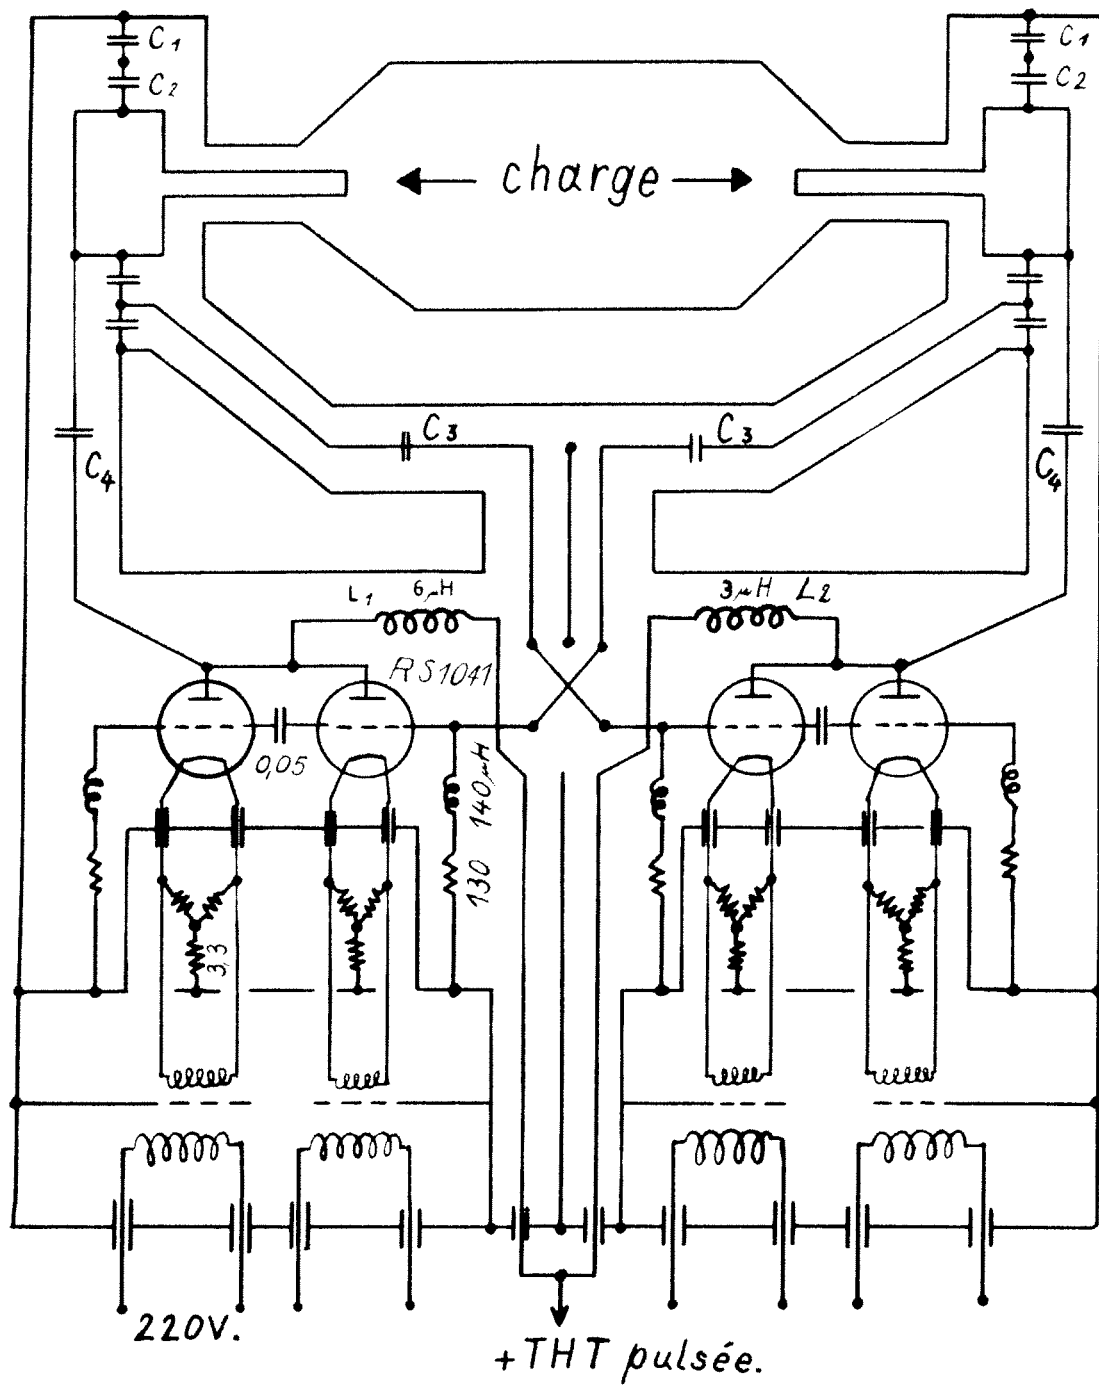 C1
C1
C2
C2
charge
C3
C3
C4
C4
L1 6μH
3μH L2
RS1041
0,05
140μH
130
3,3
220V.
+THT pulsée.